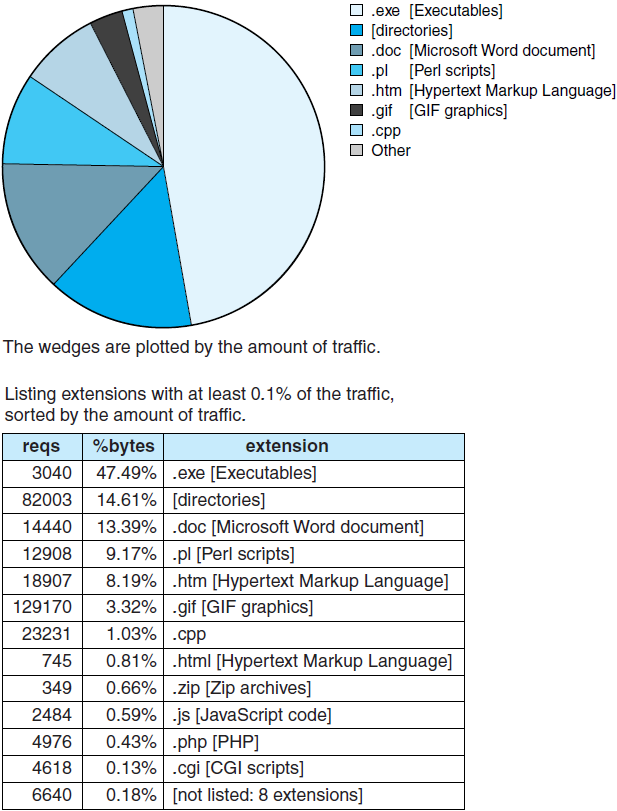 .exe [Executables]
[directories]
.doc [Microsoft Word document]
.pl [Perl scripts]
.htm [Hypertext Markup Language]
.gif [GIF graphics]
.cpp
Other
The wedges are plotted by the amount of traffic.
Listing extensions with at least 0.1% of the traffic,
sorted by the amount of traffic.
reqs %bytes extension
3040 47.49% .exe [Executables]
82003 14.61% [directories]
14440 13.39% .doc [Microsoft Word document]
12908 9.17% .pl [Perl scripts]
18907 8.19% .htm [Hypertext Markup Language]
129170 3.32% .gif [GIF graphics]
23231 1.03% .cpp
745 0.81% .html [Hypertext Markup Language]
349 0.66% .zip [Zip archives]
2484 0.59% .js [JavaScript code]
4976 0.43% .php [PHP]
4618 0.13% .cgi [CGI scripts]
6640 0.18% [not listed: 8 extensions]